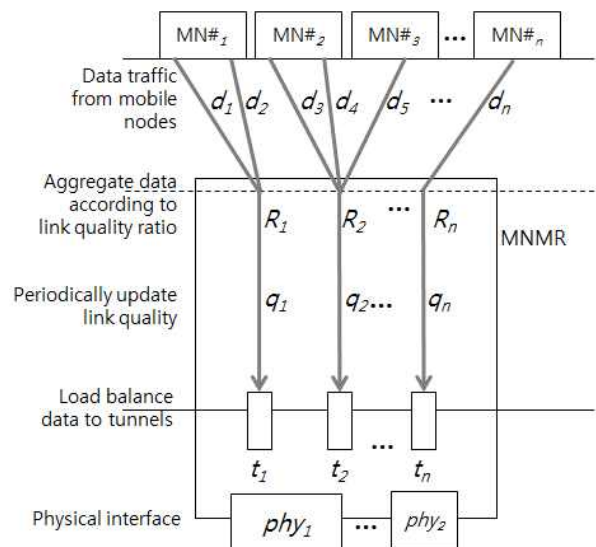 MN#₁ MN#₂ MN#₃ ... MN#ₙ
Data traffic
from mobile
nodes
d₁ d₂ d₃ d₄ d₅ ... dₙ
Aggregate data
according to
link quality ratio
R₁ R₂ ... Rₙ
MNMR
Periodically update
link quality
q₁ q₂... qₙ
Load balance
data to tunnels
...
t₁ t₂ tₙ
Physical interface
phy₁ ... phy₂